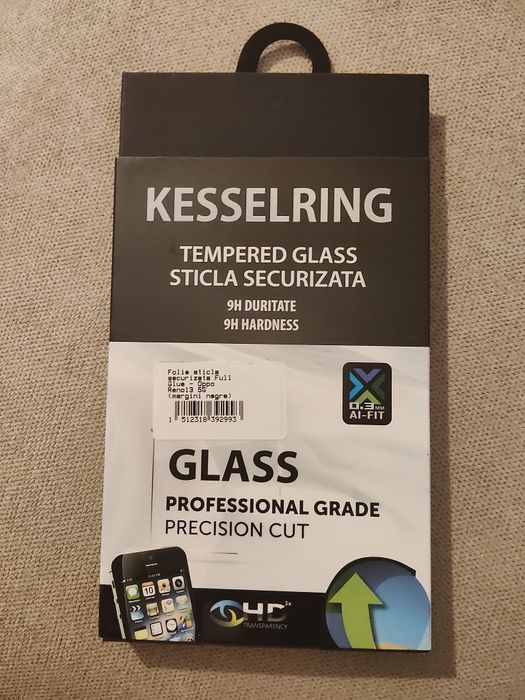 KESSELRING
TEMPERED GLASS
STICLA SECURIZATA
9H DURITATE
9H HARDNESS
Folie sticla
securizata Full
Glue - Oppo
Reno13 5G
(margini negre)
1 512318 392993
0.3MM
AI-FIT
GLASS
PROFESSIONAL GRADE
PRECISION CUT
HD
TRANSPARENCY